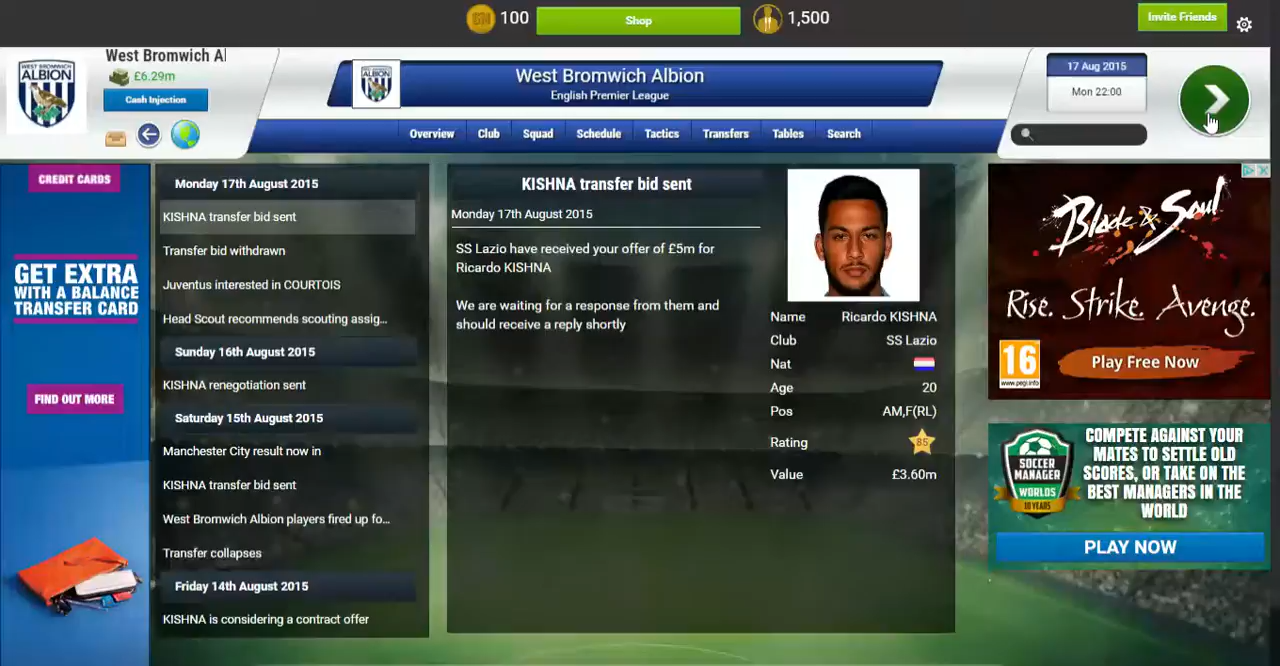 100
Shop
1,500
Invite Friends
West Bromwich Al
£6.29m
Cash Injection
WEST BROMWICH
ALBION
ALBION
West Bromwich Albion
English Premier League
17 Aug 2015
Mon 22:00
Overview
Club
Squad
Schedule
Tactics
Transfers
Tables
Search
CREDIT CARDS
GET EXTRA
WITH A BALANCE
TRANSFER CARD
FIND OUT MORE
Monday 17th August 2015
KISHNA transfer bid sent
Transfer bid withdrawn
Juventus interested in COURTOIS
Head Scout recommends scouting assig...
Sunday 16th August 2015
KISHNA renegotiation sent
Saturday 15th August 2015
Manchester City result now in
KISHNA transfer bid sent
West Bromwich Albion players fired up fo...
Transfer collapses
Friday 14th August 2015
KISHNA is considering a contract offer
KISHNA transfer bid sent
Monday 17th August 2015
SS Lazio have received your offer of £5m for
Ricardo KISHNA
We are waiting for a response from them and
should receive a reply shortly
Name Ricardo KISHNA
Club SS Lazio
Nat
Age 20
Pos AM,F(RL)
Rating 85
Value £3.60m
Blade & Soul
Rise. Strike. Avenge.
16
www.pegi.info
Play Free Now
SOCCER
MANAGER
WORLDS
10 YEARS
COMPETE AGAINST YOUR
MATES TO SETTLE OLD
SCORES, OR TAKE ON THE
BEST MANAGERS IN THE
WORLD
PLAY NOW